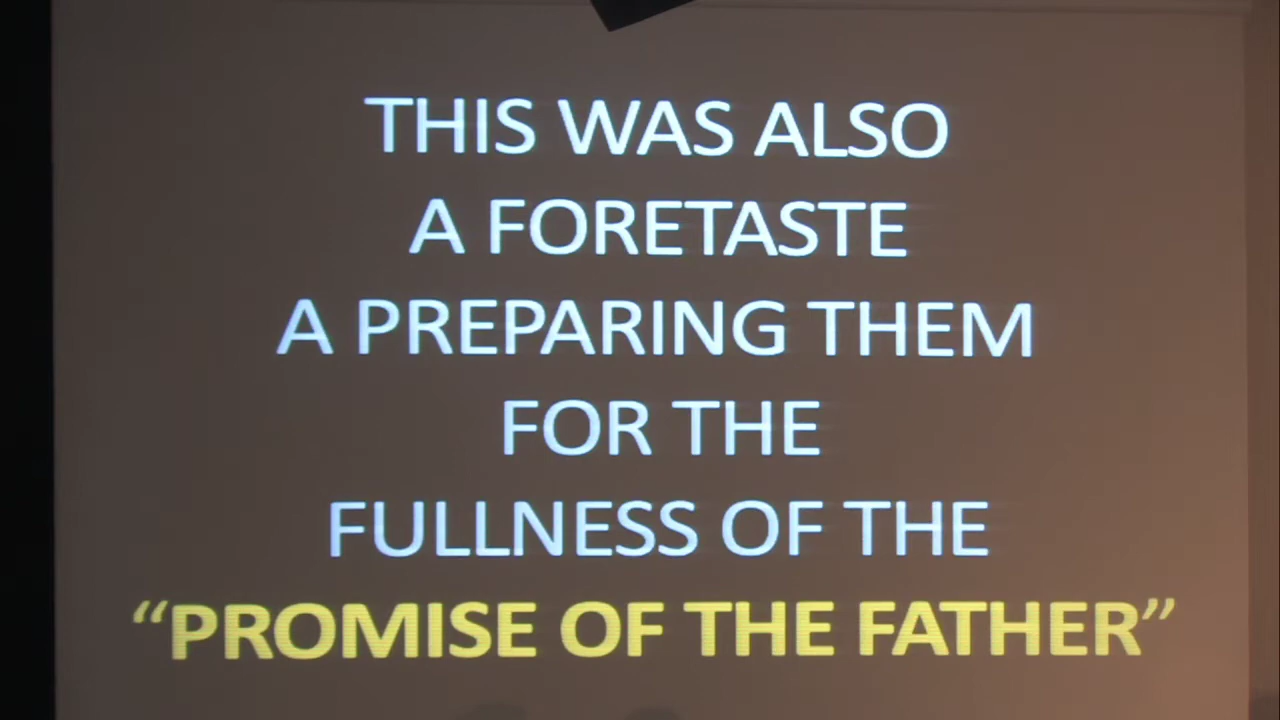 THIS WAS ALSO
A FORETASTE
A PREPARING THEM
FOR THE
FULLNESS OF THE
“PROMISE OF THE FATHER”